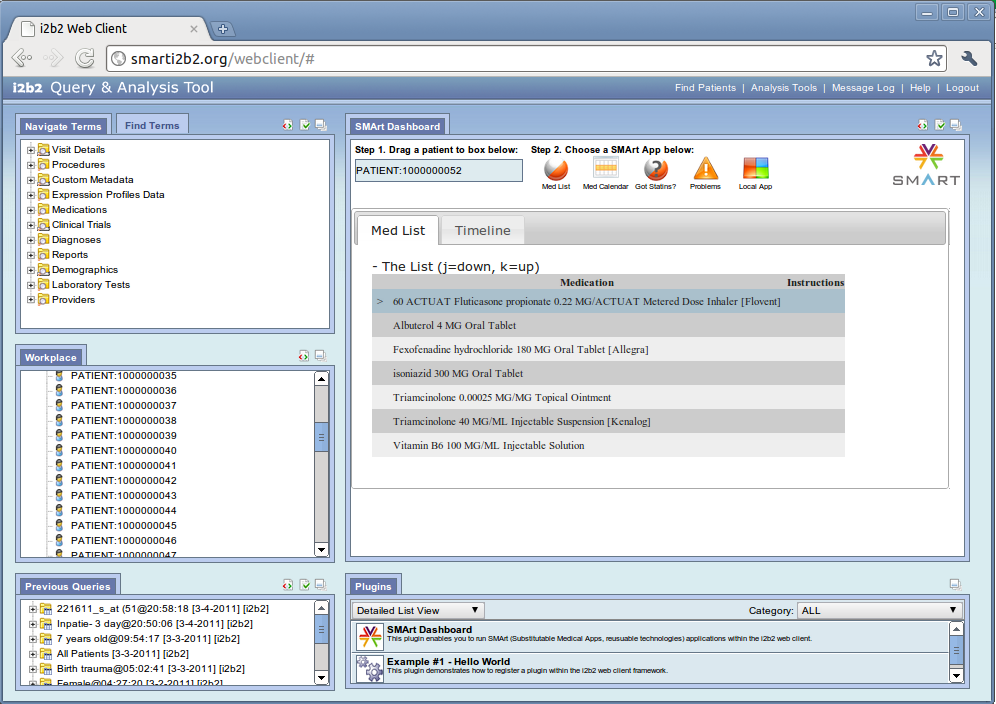 i2b2 Web Client
smarti2b2.org/webclient/#
i2b2 Query & Analysis Tool
Find Patients | Analysis Tools | Message Log | Help | Logout
Navigate Terms
Find Terms
Visit Details
Procedures
Custom Metadata
Expression Profiles Data
Medications
Clinical Trials
Diagnoses
Reports
Demographics
Laboratory Tests
Providers
Workplace
PATIENT:1000000035
PATIENT:1000000036
PATIENT:1000000037
PATIENT:1000000038
PATIENT:1000000039
PATIENT:1000000040
PATIENT:1000000041
PATIENT:1000000042
PATIENT:1000000043
PATIENT:1000000044
PATIENT:1000000045
PATIENT:1000000046
PATIENT:1000000047
Previous Queries
221611_s_at (51@20:58:18 [3-4-2011] [i2b2]
Inpatie- 3 day@20:50:06 [3-4-2011] [i2b2]
7 years old@09:54:17 [3-3-2011] [i2b2]
All Patients [3-3-2011] [i2b2]
Birth trauma@05:02:41 [3-3-2011] [i2b2]
Female@04:27:20 [3-2-2011] [i2b2]
SMArt Dashboard
Step 1. Drag a patient to box below:
PATIENT:1000000052
Step 2. Choose a SMArt App below:
Med List
Med Calendar
Got Statins?
Problems
Local App
SMART
Med List
Timeline
- The List (j=down, k=up)
Medication Instructions
> 60 ACTUAT Fluticasone propionate 0.22 MG/ACTUAT Metered Dose Inhaler [Flovent]
Albuterol 4 MG Oral Tablet
Fexofenadine hydrochloride 180 MG Oral Tablet [Allegra]
isoniazid 300 MG Oral Tablet
Triamcinolone 0.00025 MG/MG Topical Ointment
Triamcinolone 40 MG/ML Injectable Suspension [Kenalog]
Vitamin B6 100 MG/ML Injectable Solution
Plugins
Detailed List View
Category: ALL
SMArt Dashboard
This plugin enables you to run SMArt (Substitutable Medical Apps, reusuable technologies) applications within the i2b2 web client.
Example #1 - Hello World
This plugin demonstrates how to register a plugin within the i2b2 web client framework.